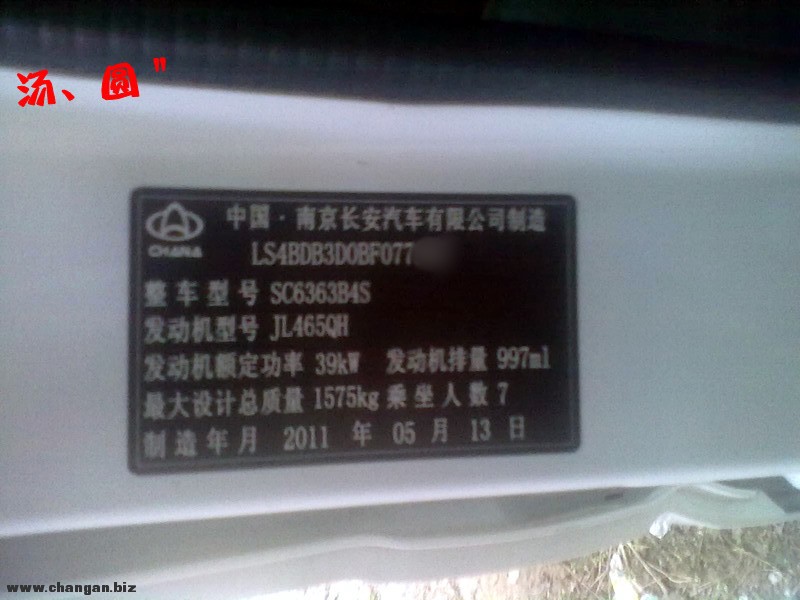 汤、圆"
中国·南京长安汽车有限公司制造
CHANA
LS4BDB3D0BF077
整车型号 SC6363B4S
发动机型号 JL465QH
发动机额定功率 39kW 发动机排量 997ml
最大设计总质量 1575kg 乘坐人数 7
制造年月 2011 年 05 月 13 日
www.changan.biz